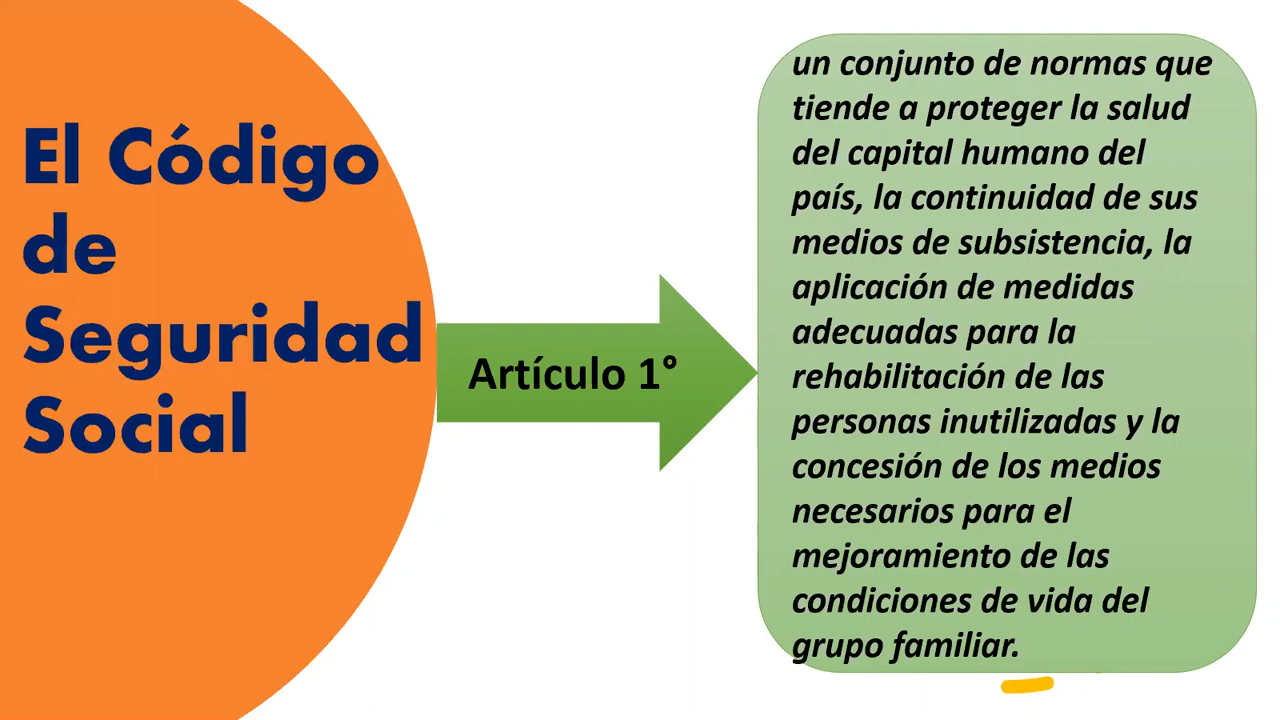 El Código
de
Seguridad
Social
Artículo 1°
un conjunto de normas que
tiende a proteger la salud
del capital humano del
país, la continuidad de sus
medios de subsistencia, la
aplicación de medidas
adecuadas para la
rehabilitación de las
personas inutilizadas y la
concesión de los medios
necesarios para el
mejoramiento de las
condiciones de vida del
grupo familiar.